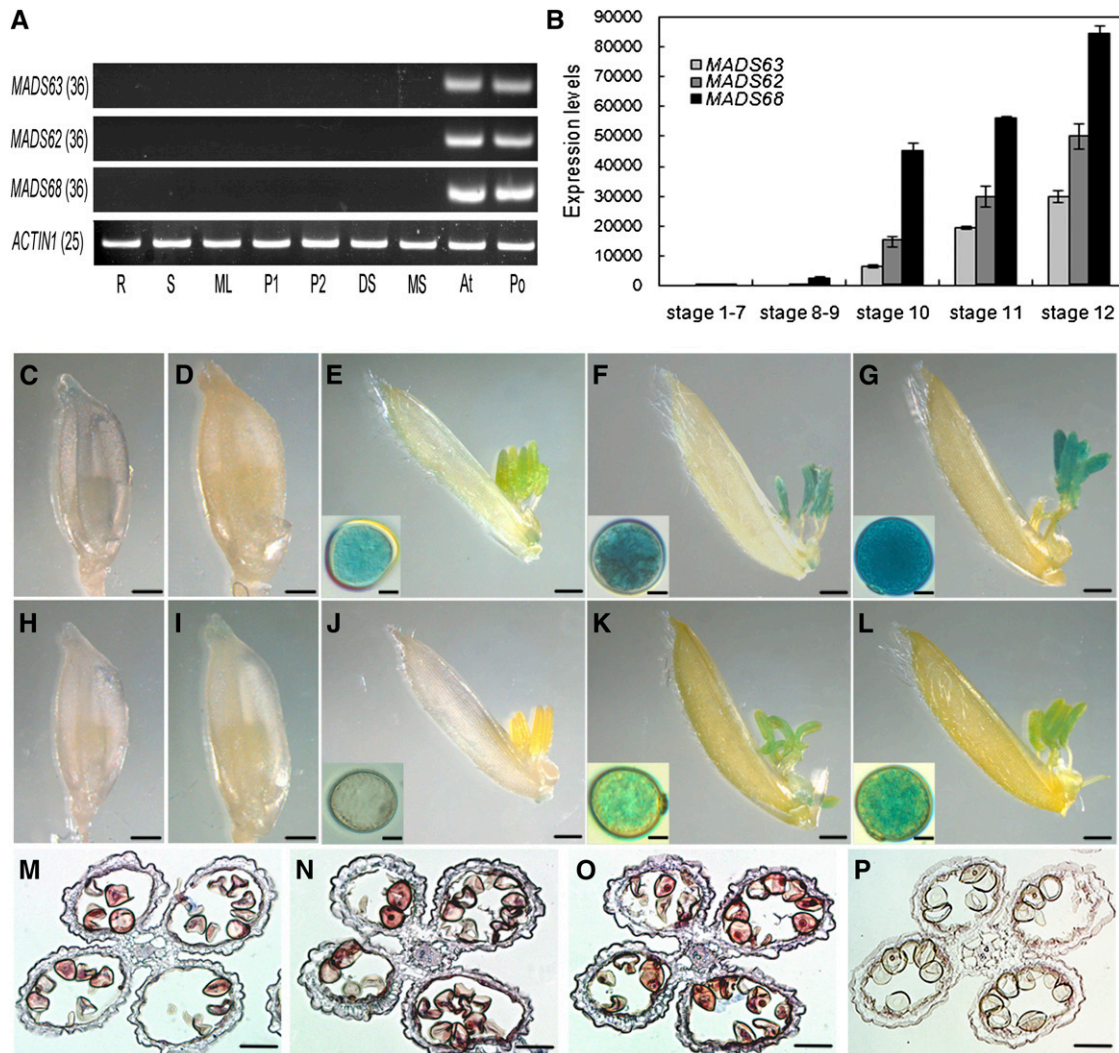 A
MADS63 (36)
MADS62 (36)
MADS68 (36)
ACTIN1 (25)
R S ML P1 P2 DS MS At Po
B
Expression levels
90000
80000
70000
60000
50000
40000
30000
20000
10000
0
MADS63
MADS62
MADS68
stage 1-7 stage 8-9 stage 10 stage 11 stage 12
C D E F G
H I J K L
M N O P